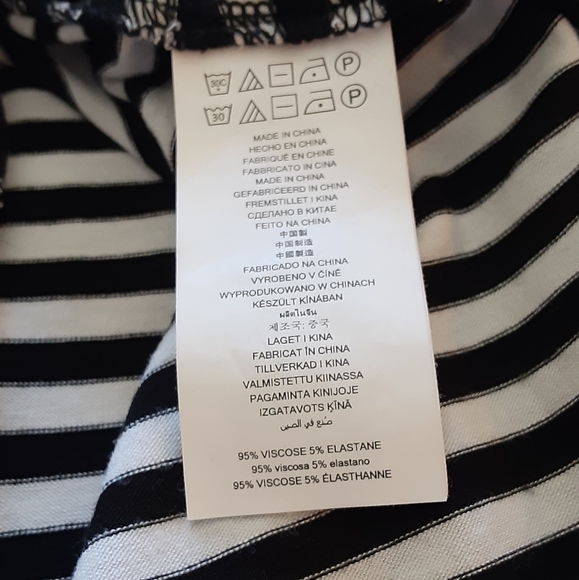 30C P
30 P
MADE IN CHINA
HECHO EN CHINA
FABRIQUÉ EN CHINE
FABBRICATO IN CINA
MADE IN CHINA
GEFABRICEERD IN CHINA
FREMSTILLET I KINA
СДЕЛАНО В КИТАЕ
FEITO NA CHINA
中国製
中国制造
中國製造
FABRICADO NA CHINA
VYROBENO V ČÍNĚ
WYPRODUKOWANO W CHINACH
KÉSZÜLT KÍNÁBAN
ผลิตในจีน
제조국: 중국
LAGET I KINA
FABRICAT ÎN CHINA
TILLVERKAD I KINA
VALMISTETTU KIINASSA
PAGAMINTA KINIJOJE
IZGATAVOTS ĶĪNĀ
صنع في الصين
95% VISCOSE 5% ELASTANE
95% viscosa 5% elastano
95% VISCOSE 5% ÉLASTHANNE